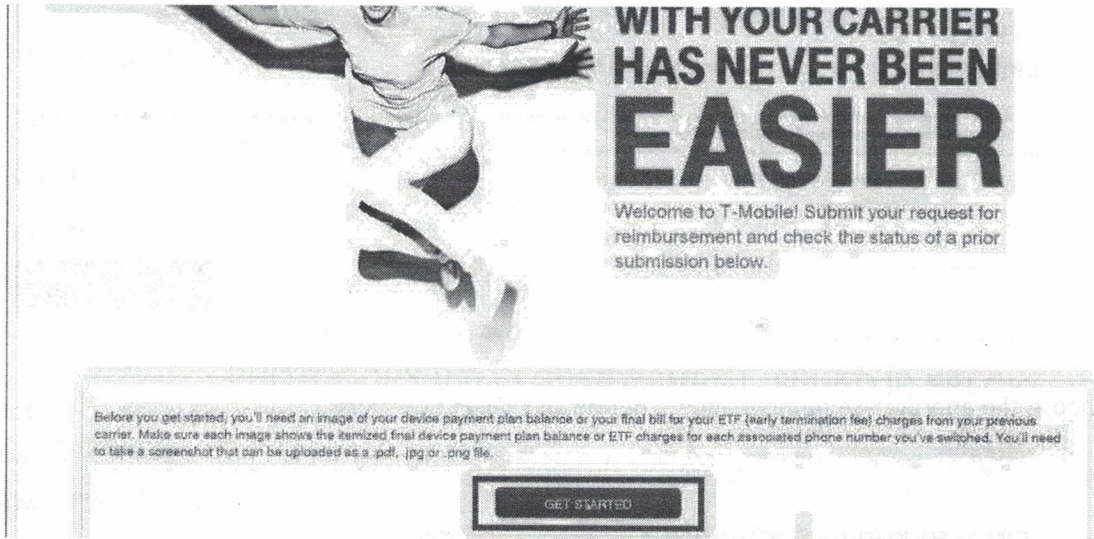 WITH YOUR CARRIER
HAS NEVER BEEN
EASIER
Welcome to T-Mobile! Submit your request for
reimbursement and check the status of a prior
submission below.
Before you get started, you'll need an image of your device payment plan balance or your final bill for your ETF (early termination fee) charges from your previous
carrier. Make sure each image shows the itemized final device payment plan balance or ETF charges for each associated phone number you've switched. You'll need
to take a screenshot that can be uploaded as a .pdf, .jpg or .png file.
GET STARTED